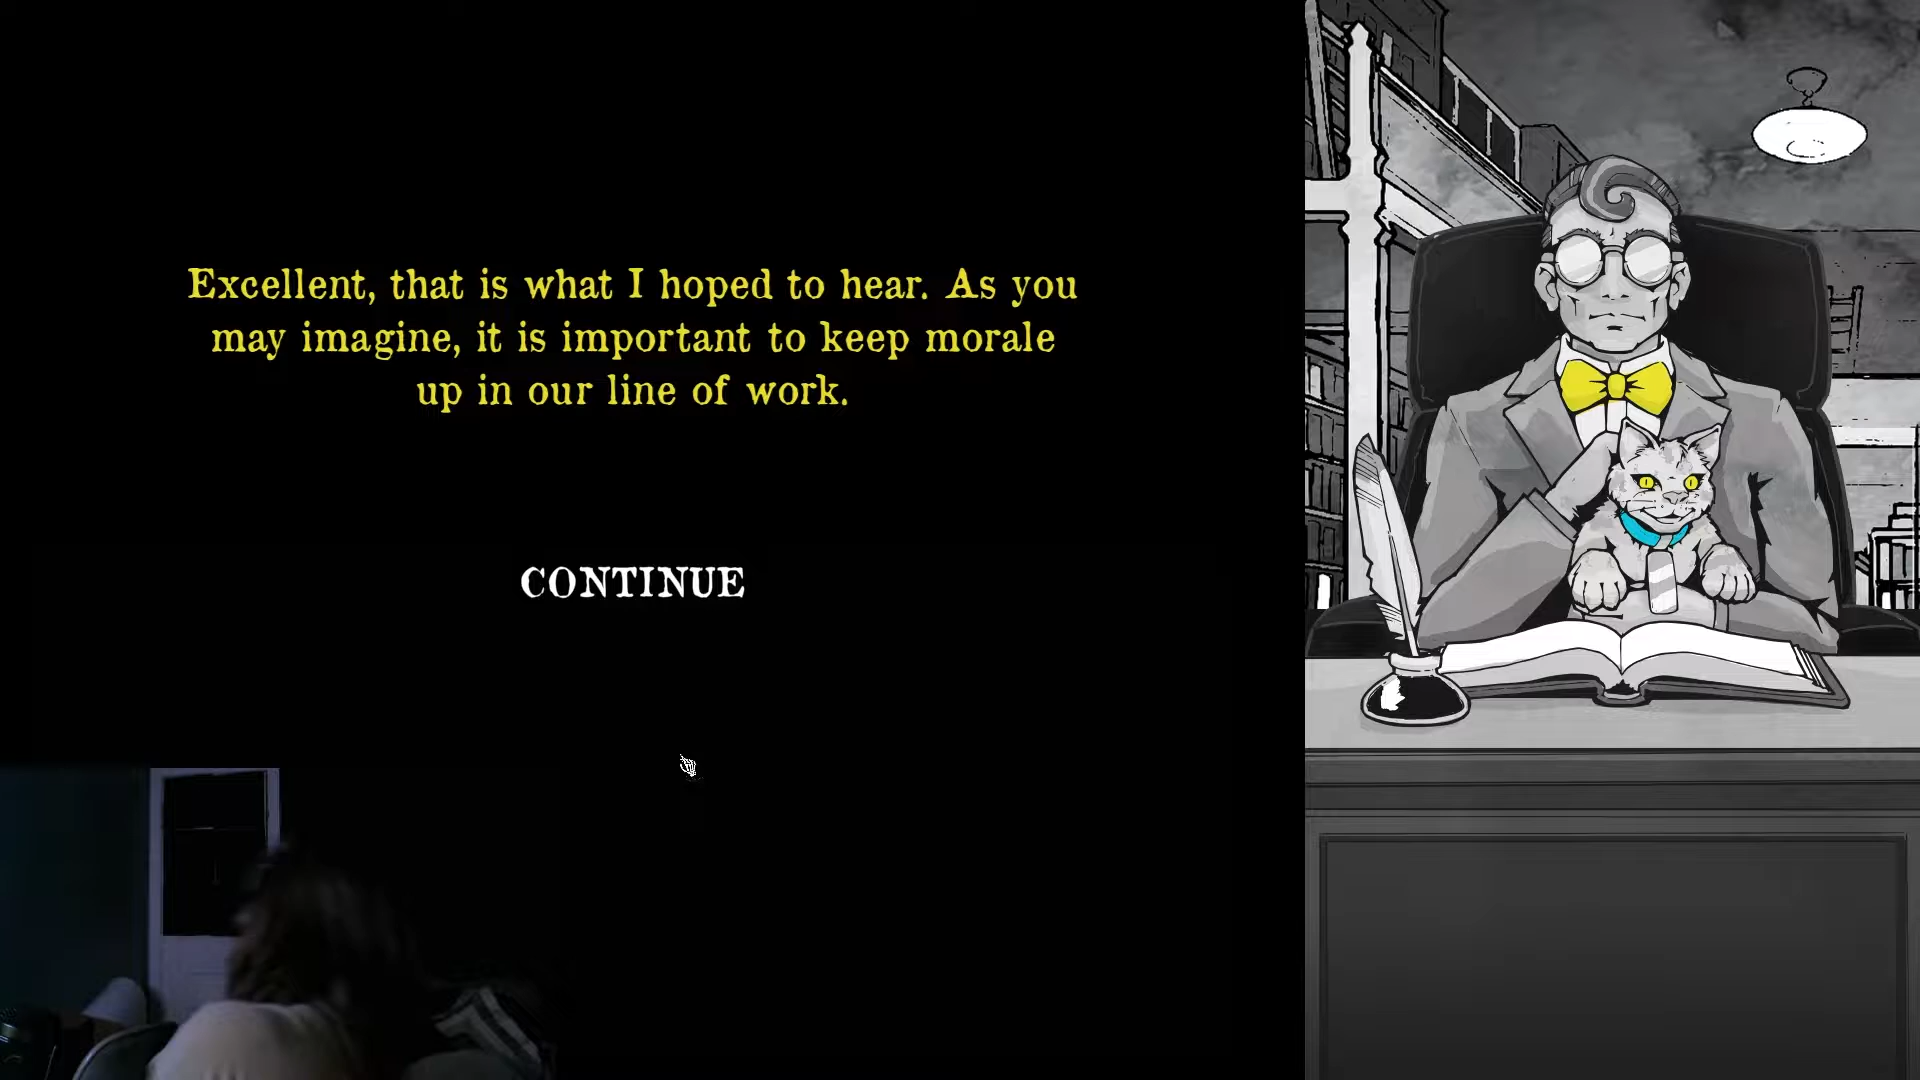 Excellent, that is what I hoped to hear. As you
may imagine, it is important to keep morale
up in our line of work.
CONTINUE